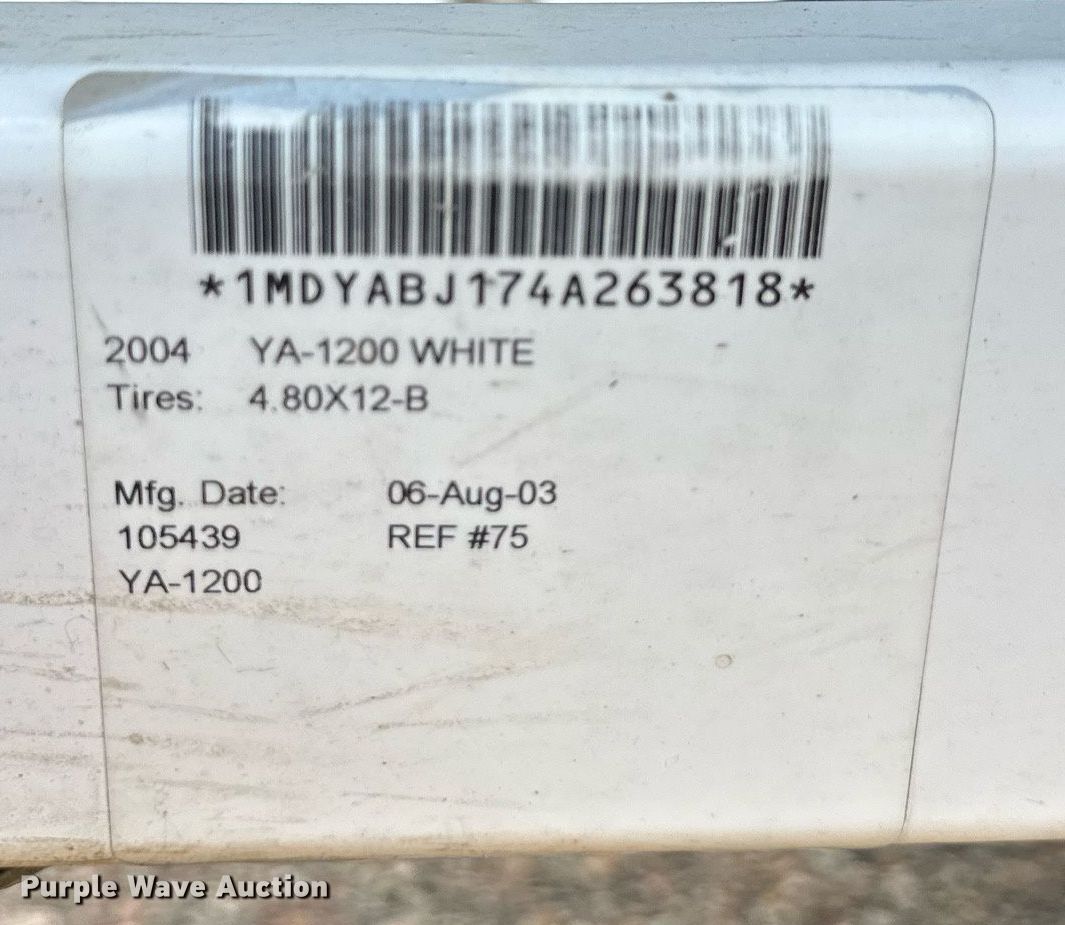 *1MDYABJ174A263818*
2004 YA-1200 WHITE
Tires: 4.80X12-B
Mfg. Date: 06-Aug-03
105439 REF #75
YA-1200
Purple Wave Auction